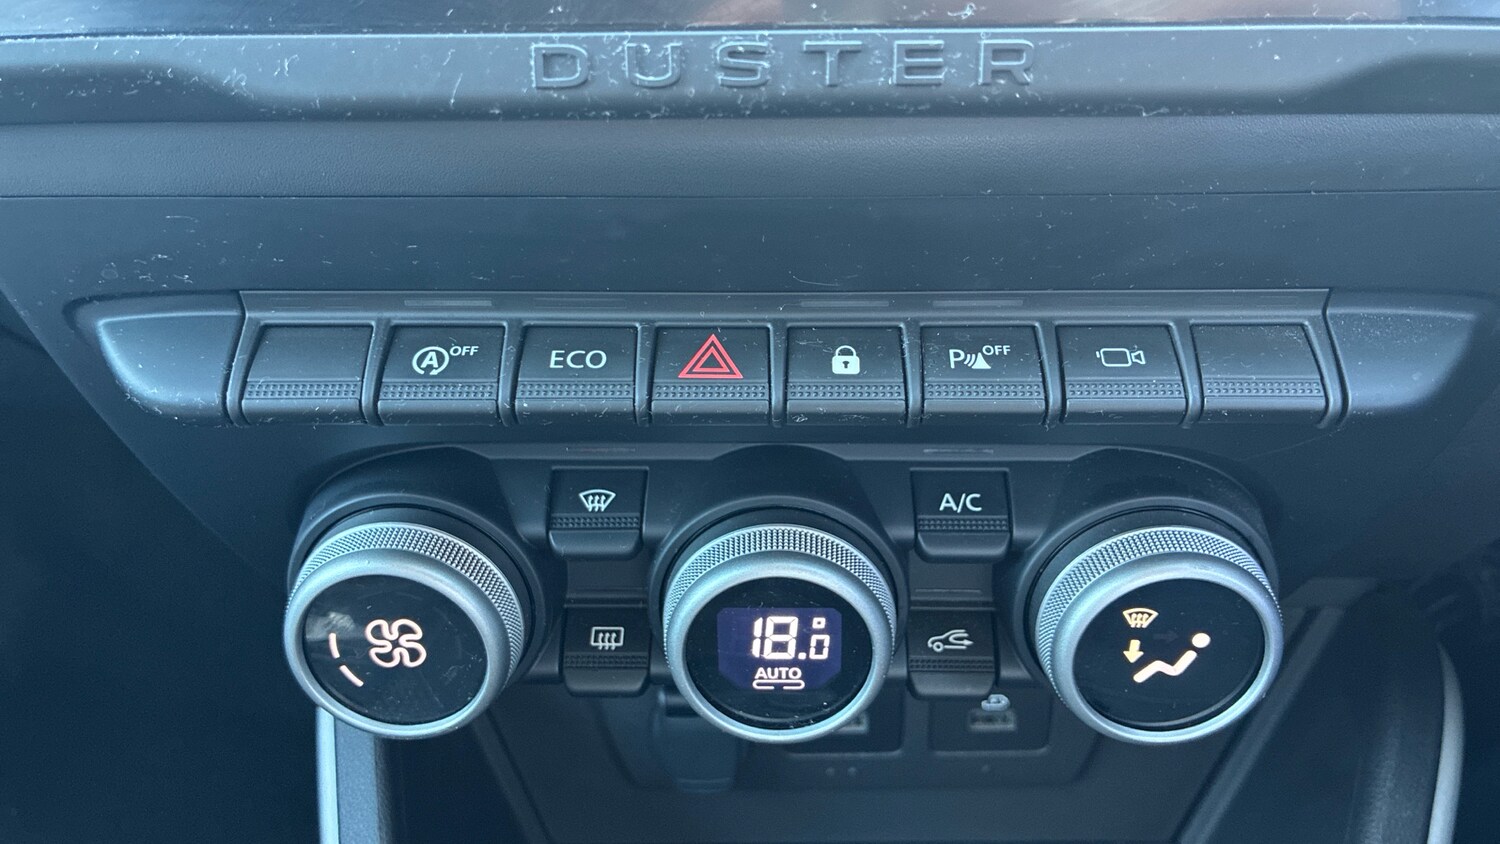 DUSTER
A OFF
ECO
P OFF
A/C
18.0°
AUTO